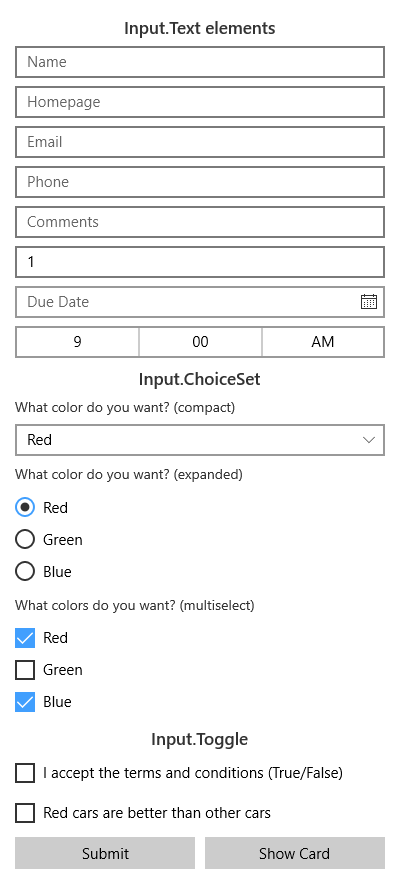 Input.Text elements
Name
Homepage
Email
Phone
Comments
1
Due Date
9 00 AM
Input.ChoiceSet
What color do you want? (compact)
Red
What color do you want? (expanded)
Red
Green
Blue
What colors do you want? (multiselect)
Red
Green
Blue
Input.Toggle
I accept the terms and conditions (True/False)
Red cars are better than other cars
Submit Show Card